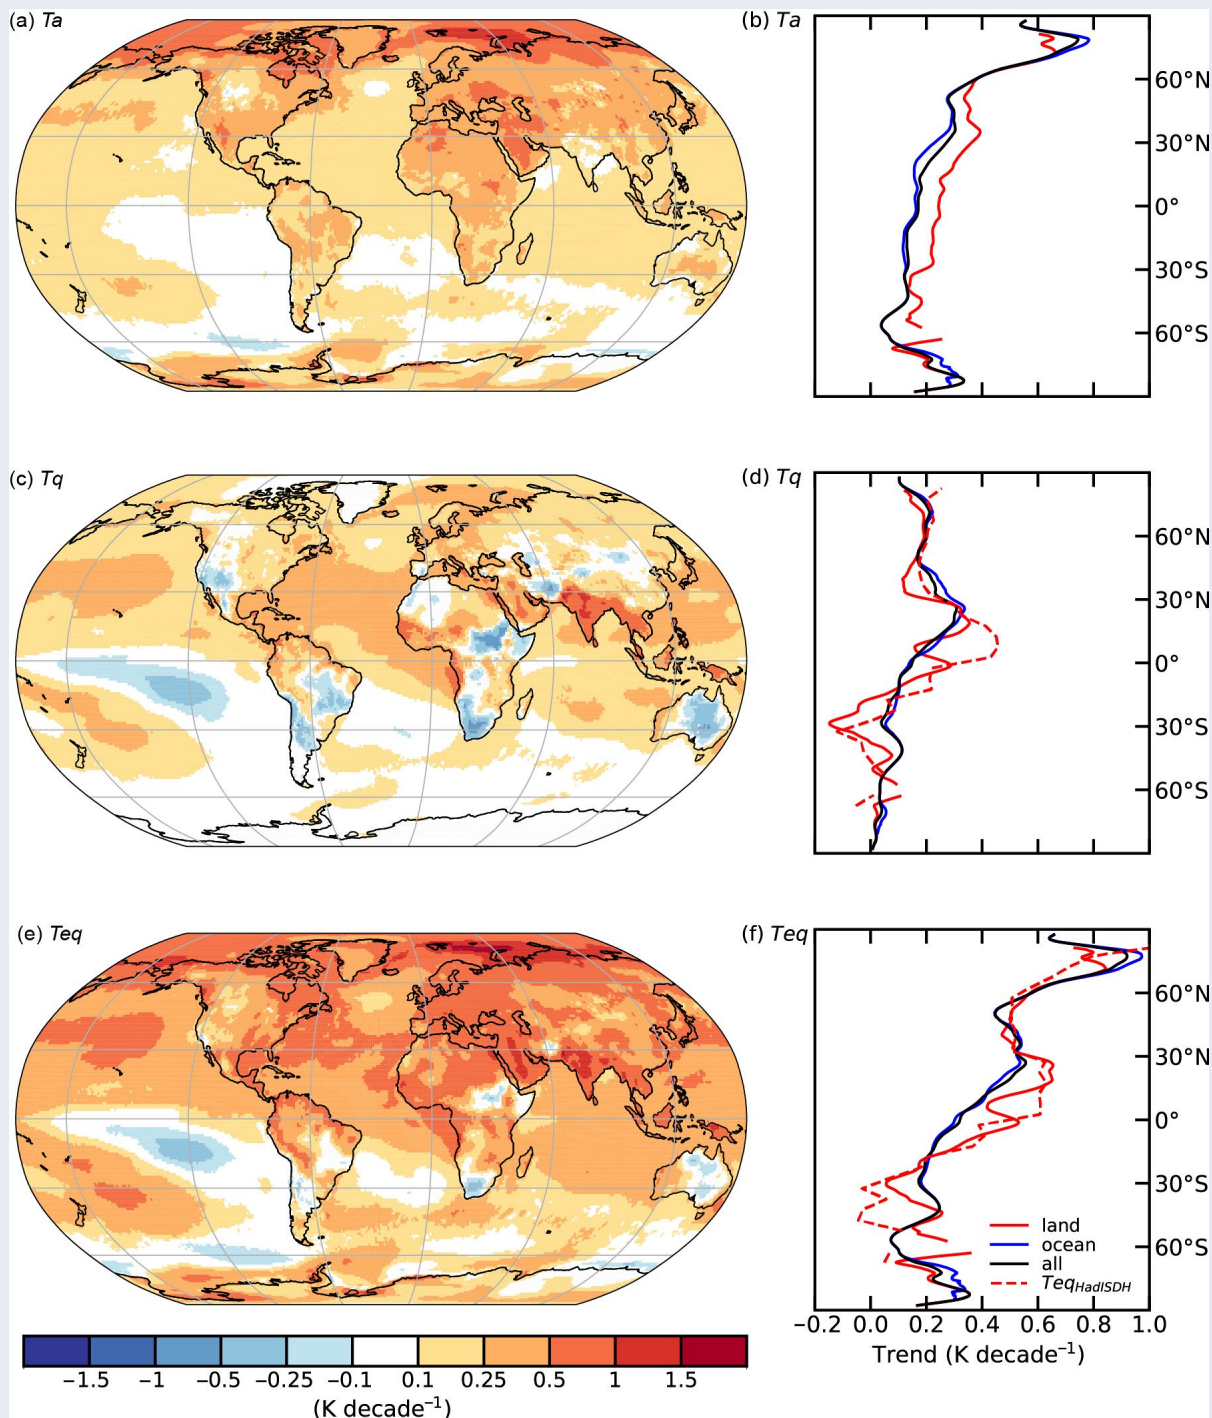 (a) Ta
(b) Ta
60°N
30°N
0°
30°S
60°S
(c) Tq
(d) Tq
60°N
30°N
0°
30°S
60°S
(e) Teq
(f) Teq
60°N
30°N
0°
30°S
60°S
land
ocean
all
TeqHadISDH
−0.2 0.0 0.2 0.4 0.6 0.8 1.0
Trend (K decade⁻¹)
−1.5 −1 −0.5 −0.25 −0.1 0.1 0.25 0.5 1 1.5
(K decade⁻¹)